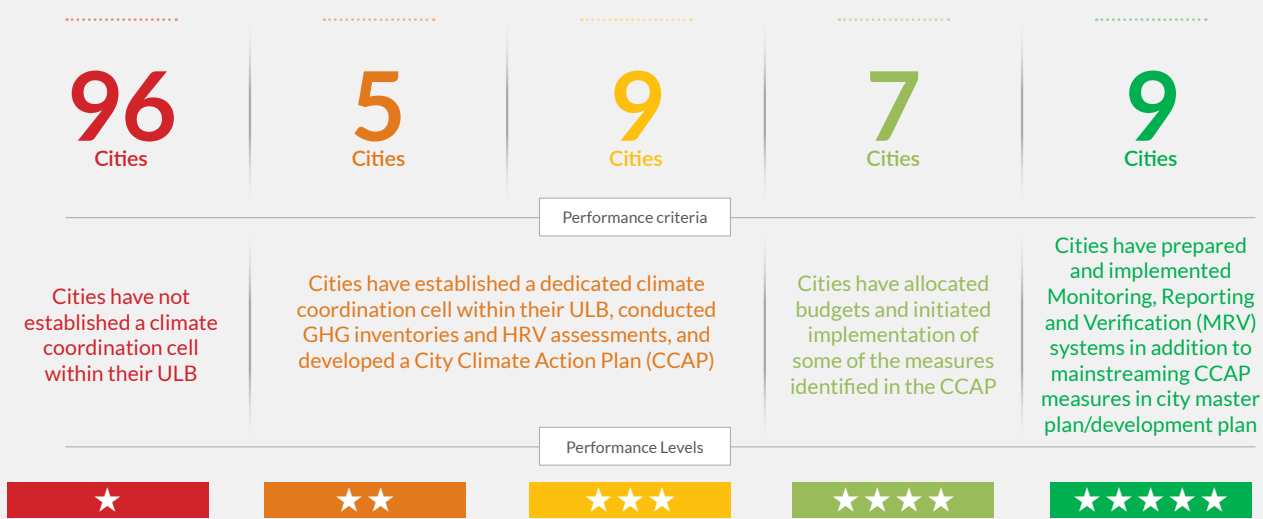 96
Cities
5
Cities
9
Cities
7
Cities
9
Cities
Performance criteria
Cities have not
established a climate
coordination cell
within their ULB
Cities have established a dedicated climate
coordination cell within their ULB, conducted
GHG inventories and HRV assessments, and
developed a City Climate Action Plan (CCAP)
Cities have allocated
budgets and initiated
implementation of
some of the measures
identified in the CCAP
Cities have prepared
and implemented
Monitoring, Reporting
and Verification (MRV)
systems in addition to
mainstreaming CCAP
measures in city master
plan/development plan
Performance Levels